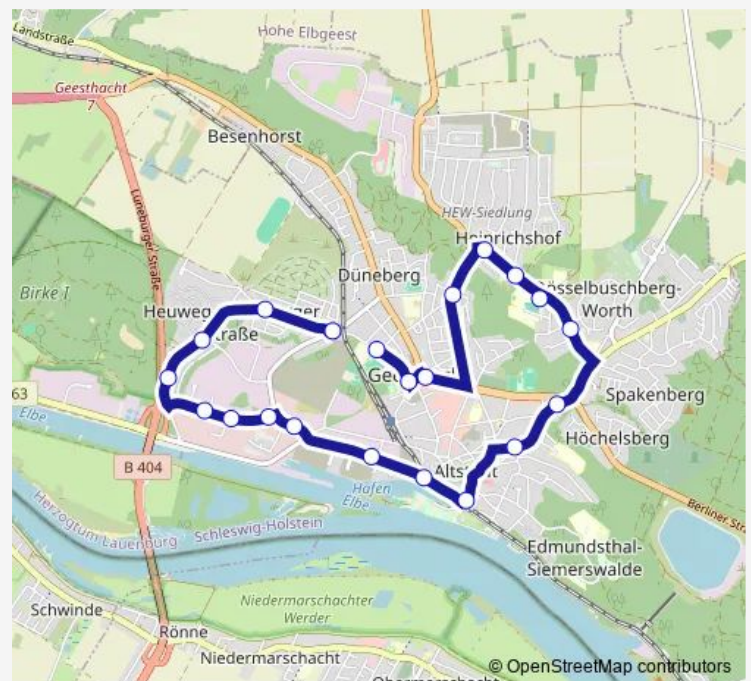 Landstraße
Hohe Elbgeest
Geesthacht
7
Besenhorst
Lüneburger Straße
HEW-Siedlung
Heinrichshof
Düneberg
Birke I
Heuweg
Worth
63
Elbe
Spakenberg
Höchelsberg
B 404
Hafen
Elbe
Berliner
Herzogtum Lauenburg
Schleswig-Holstein
Edmundsthal-
Siemerswalde
Schwinde
Niedermarschachter
Werder
Rönne
Niedermarschacht
© OpenStreetMap contributors